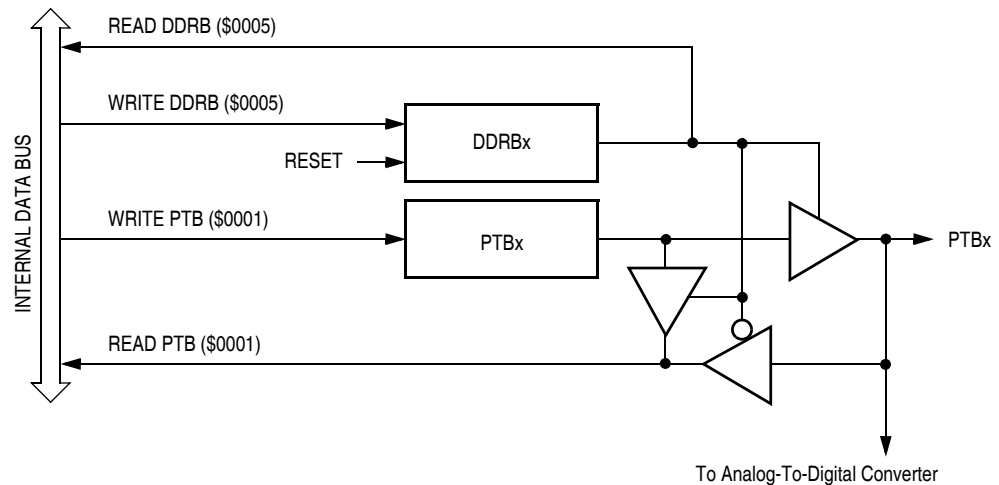 READ DDRB ($0005)
WRITE DDRB ($0005)
DDRBx
RESET
WRITE PTB ($0001)
PTBx
PTBx
INTERNAL DATA BUS
READ PTB ($0001)
To Analog-To-Digital Converter